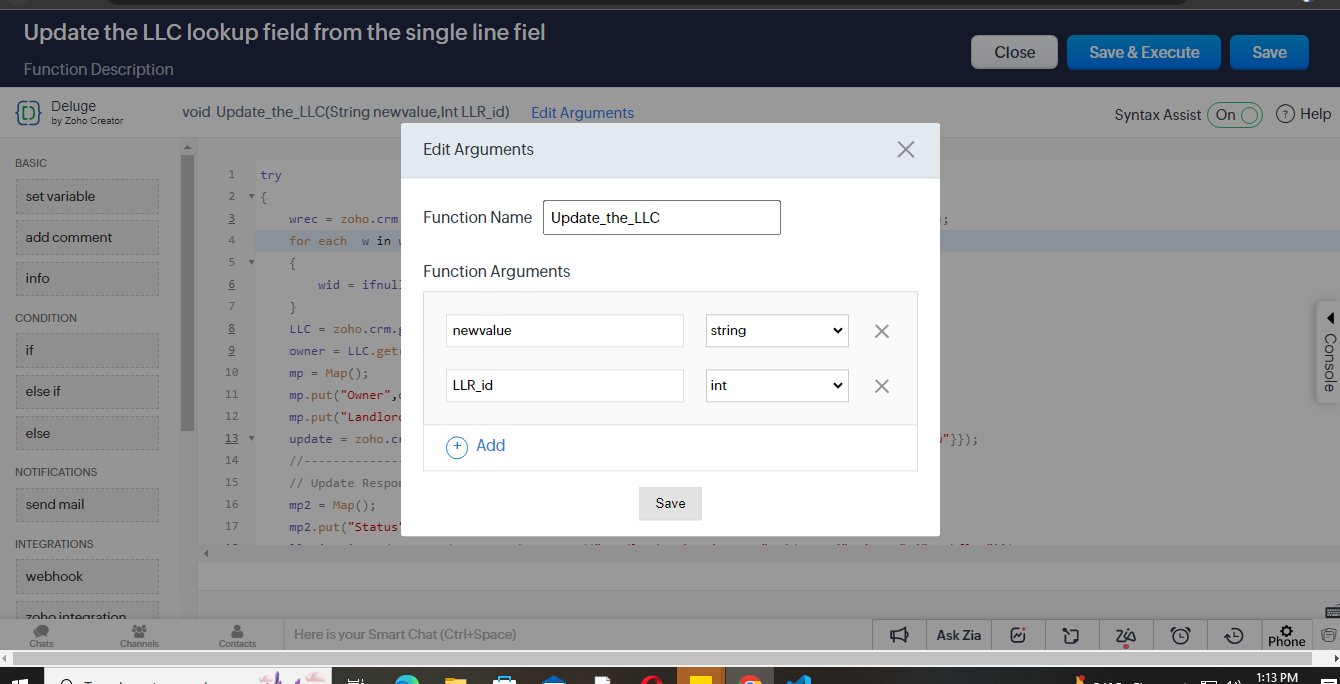 Update the LLC lookup field from the single line fiel
Function Description
Close
Save & Execute
Save
Deluge
by Zoho Creator
void Update_the_LLC(String newvalue,Int LLR_id)
Edit Arguments
Syntax Assist
On
? Help
BASIC
set variable
add comment
info
CONDITION
if
else if
else
NOTIFICATIONS
send mail
INTEGRATIONS
webhook
zoho integration
1 try
2 {
3 wrec = zoho.crm );
4 for each w in
5 {
6 wid = ifnull
7 }
8 LLC = zoho.crm.g
9 owner = LLC.get(
10 mp = Map();
11 mp.put("Owner",
12 mp.put("Landlor
13 update = zoho.cr "}});
14 //--------------
15 // Update Respon
16 mp2 = Map();
17 mp2.put("Status"
Edit Arguments
Function Name
Update_the_LLC
Function Arguments
newvalue
string
LLR_id
int
+ Add
Save
Console
Chats
Channels
Contacts
Here is your Smart Chat (Ctrl+Space)
Ask Zia
Phone
1:13 PM